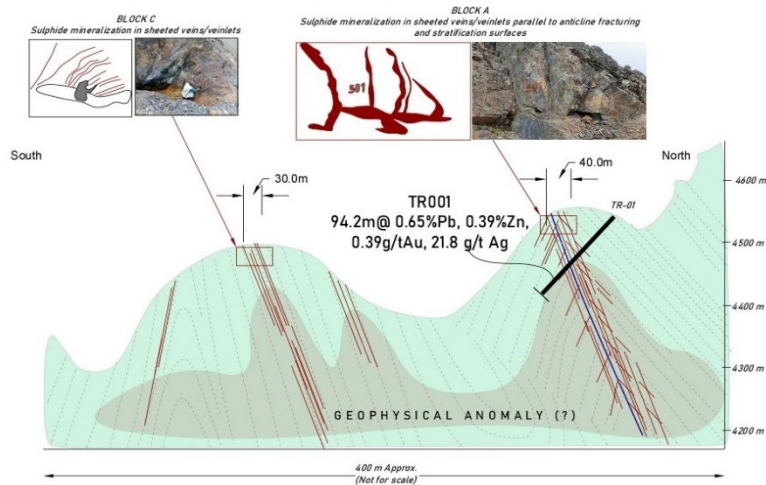 BLOCK C
Sulphide mineralization in sheeted veins/veinlets
BLOCK A
Sulphide mineralization in sheeted veins/veinlets parallel to anticline fracturing
and stratification surfaces
501
501
South
North
30.0m
40.0m
TR-01
TR001
94.2m@ 0.65%Pb, 0.39%Zn,
0.39g/tAu, 21.8 g/t Ag
4600 m
4500 m
4400 m
4300 m
4200 m
GEOPHYSICAL ANOMALY (?)
400 m Approx.
(Not for scale)